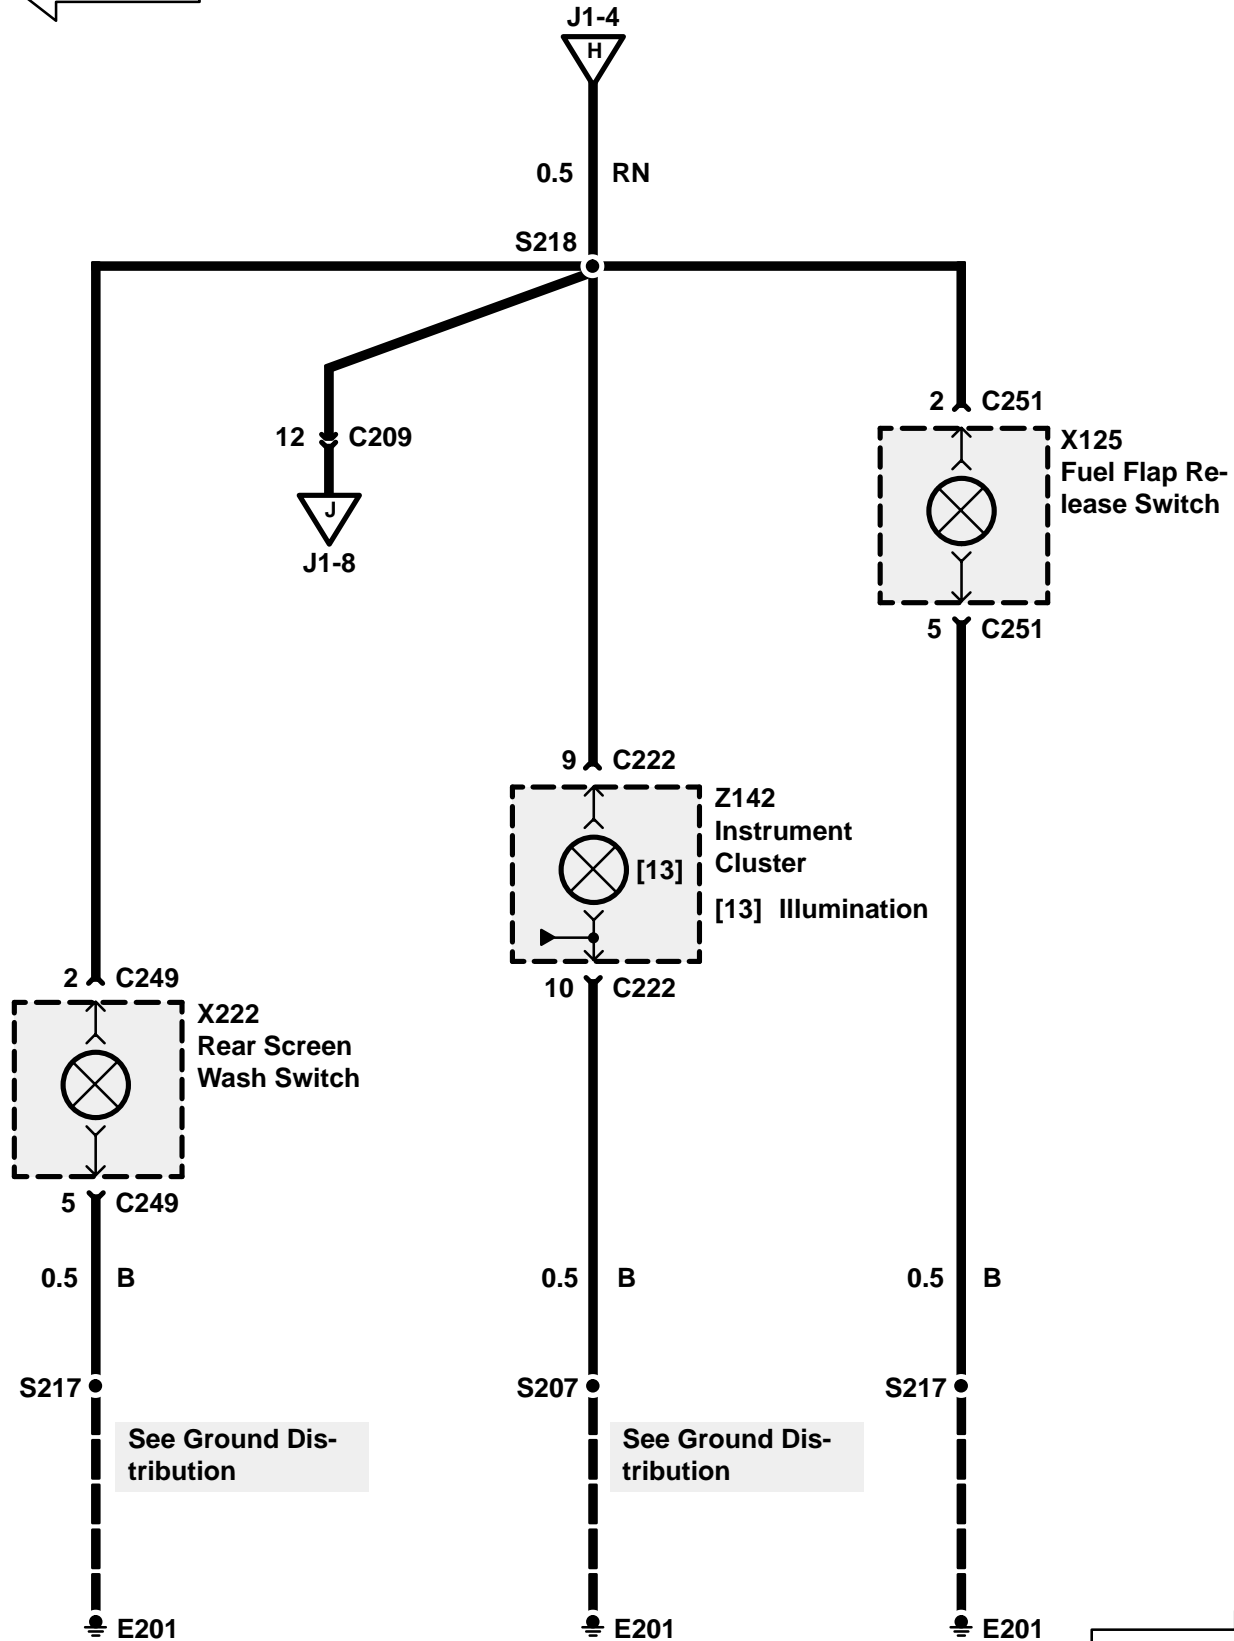 J1-4
H
0.5 RN
S218
2 C251
12 C209
X125
Fuel Flap Re-
lease Switch
J
J1-8
5 C251
9 C222
Z142
Instrument
Cluster
[13]
[13] Illumination
2 C249
10 C222
X222
Rear Screen
Wash Switch
5 C249
0.5 B
0.5 B
0.5 B
S217
S207
S217
See Ground Dis-
tribution
See Ground Dis-
tribution
E201
E201
E201